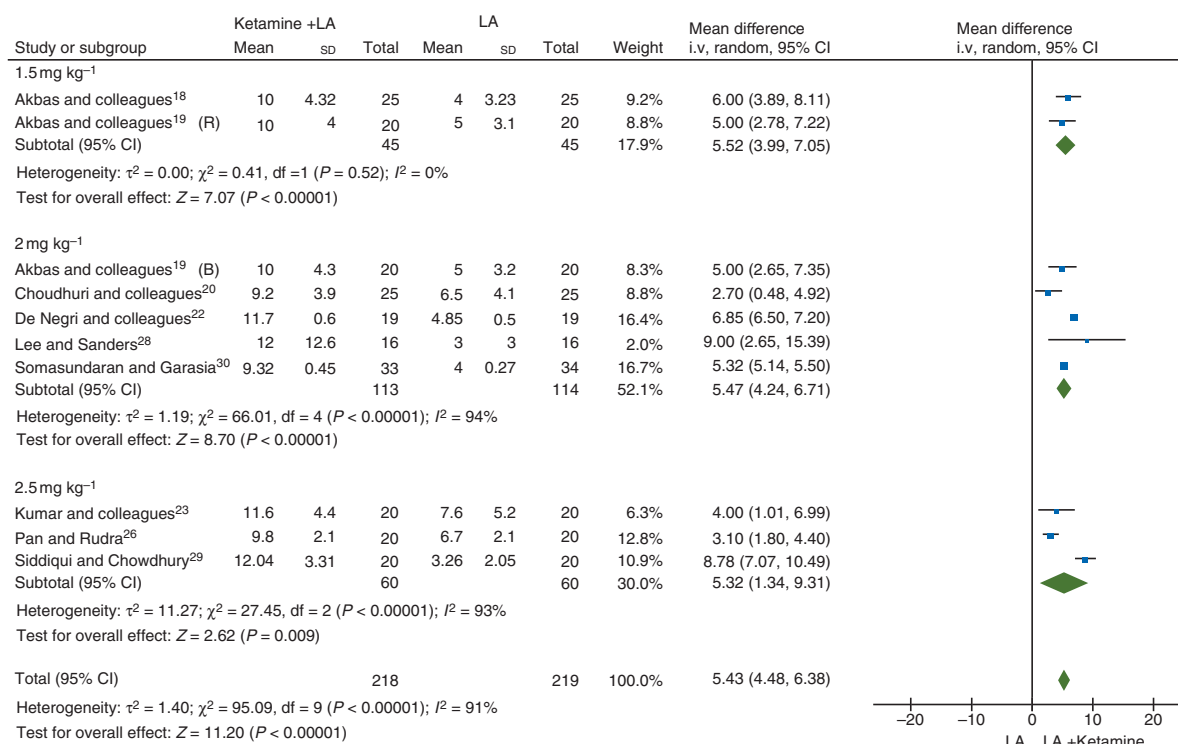 Ketamine +LA LA Mean difference Mean difference
Study or subgroup Mean SD Total Mean SD Total Weight i.v, random, 95% CI i.v, random, 95% CI
1.5 mg kg⁻¹
Akbas and colleagues¹⁸ 10 4.32 25 4 3.23 25 9.2% 6.00 (3.89, 8.11)
Akbas and colleagues¹⁹ (R) 10 4 20 5 3.1 20 8.8% 5.00 (2.78, 7.22)
Subtotal (95% CI) 45 45 17.9% 5.52 (3.99, 7.05)
Heterogeneity: τ² = 0.00; χ² = 0.41, df =1 (P = 0.52); I² = 0%
Test for overall effect: Z = 7.07 (P < 0.00001)
2 mg kg⁻¹
Akbas and colleagues¹⁹ (B) 10 4.3 20 5 3.2 20 8.3% 5.00 (2.65, 7.35)
Choudhuri and colleagues²⁰ 9.2 3.9 25 6.5 4.1 25 8.8% 2.70 (0.48, 4.92)
De Negri and colleagues²² 11.7 0.6 19 4.85 0.5 19 16.4% 6.85 (6.50, 7.20)
Lee and Sanders²⁸ 12 12.6 16 3 3 16 2.0% 9.00 (2.65, 15.39)
Somasundaran and Garasia³⁰ 9.32 0.45 33 4 0.27 34 16.7% 5.32 (5.14, 5.50)
Subtotal (95% CI) 113 114 52.1% 5.47 (4.24, 6.71)
Heterogeneity: τ² = 1.19; χ² = 66.01, df = 4 (P < 0.00001); I² = 94%
Test for overall effect: Z = 8.70 (P < 0.00001)
2.5 mg kg⁻¹
Kumar and colleagues²³ 11.6 4.4 20 7.6 5.2 20 6.3% 4.00 (1.01, 6.99)
Pan and Rudra²⁶ 9.8 2.1 20 6.7 2.1 20 12.8% 3.10 (1.80, 4.40)
Siddiqui and Chowdhury²⁹ 12.04 3.31 20 3.26 2.05 20 10.9% 8.78 (7.07, 10.49)
Subtotal (95% CI) 60 60 30.0% 5.32 (1.34, 9.31)
Heterogeneity: τ² = 11.27; χ² = 27.45, df = 2 (P < 0.00001); I² = 93%
Test for overall effect: Z = 2.62 (P = 0.009)
Total (95% CI) 218 219 100.0% 5.43 (4.48, 6.38)
Heterogeneity: τ² = 1.40; χ² = 95.09, df = 9 (P < 0.00001); I² = 91%
Test for overall effect: Z = 11.20 (P < 0.00001)
–20 –10 0 10 20
LA LA +Ketamine